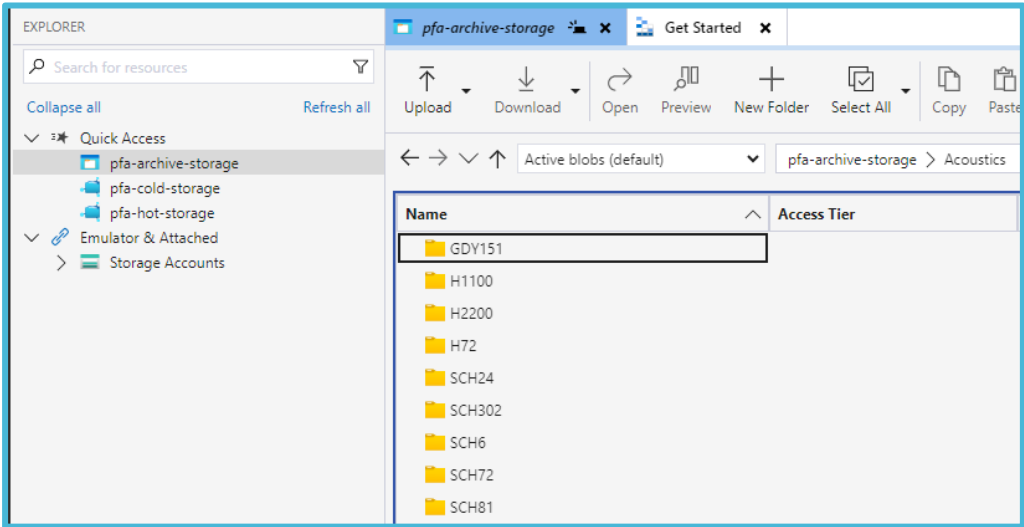 EXPLORER
Search for resources
Collapse all Refresh all
Quick Access
pfa-archive-storage
pfa-cold-storage
pfa-hot-storage
Emulator & Attached
Storage Accounts
pfa-archive-storage Get Started
Upload Download Open Preview New Folder Select All Copy Paste
Active blobs (default) pfa-archive-storage Acoustics
Name Access Tier
GDY151
H1100
H2200
H72
SCH24
SCH302
SCH6
SCH72
SCH81